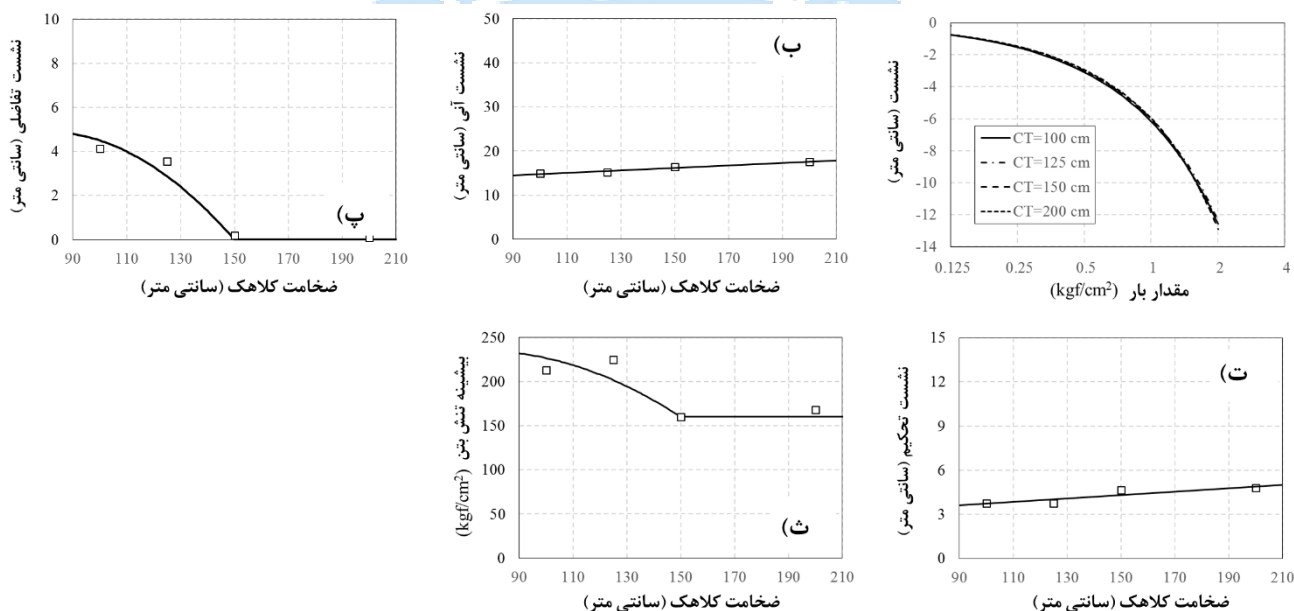 نشست (سانتی متر)
0
-2
-4
-6
-8
-10
-12
-14
CT=100 cm
CT=125 cm
CT=150 cm
CT=200 cm
0.125 0.25 0.5 1 2 4
مقدار بار (kgf/cm²)
ب)
نشست آنی (سانتی متر)
50
40
30
20
10
0
90 110 130 150 170 190 210
ضخامت کلاهک (سانتی متر)
پ)
نشست تفاضلی (سانتی متر)
10
8
6
4
2
0
90 110 130 150 170 190 210
ضخامت کلاهک (سانتی متر)
ت)
نشست تحکیم (سانتی متر)
15
12
9
6
3
0
90 110 130 150 170 190 210
ضخامت کلاهک (سانتی متر)
ث)
بیشینه تنش بتن (kgf/cm²)
250
200
150
100
50
0
90 110 130 150 170 190 210
ضخامت کلاهک (سانتی متر)